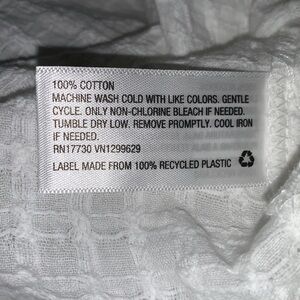 100% COTTON
MACHINE WASH COLD WITH LIKE COLORS. GENTLE
CYCLE. ONLY NON-CHLORINE BLEACH IF NEEDED.
TUMBLE DRY LOW. REMOVE PROMPTLY. COOL IRON
IF NEEDED.
RN17730 VN1299629
LABEL MADE FROM 100% RECYCLED PLASTIC